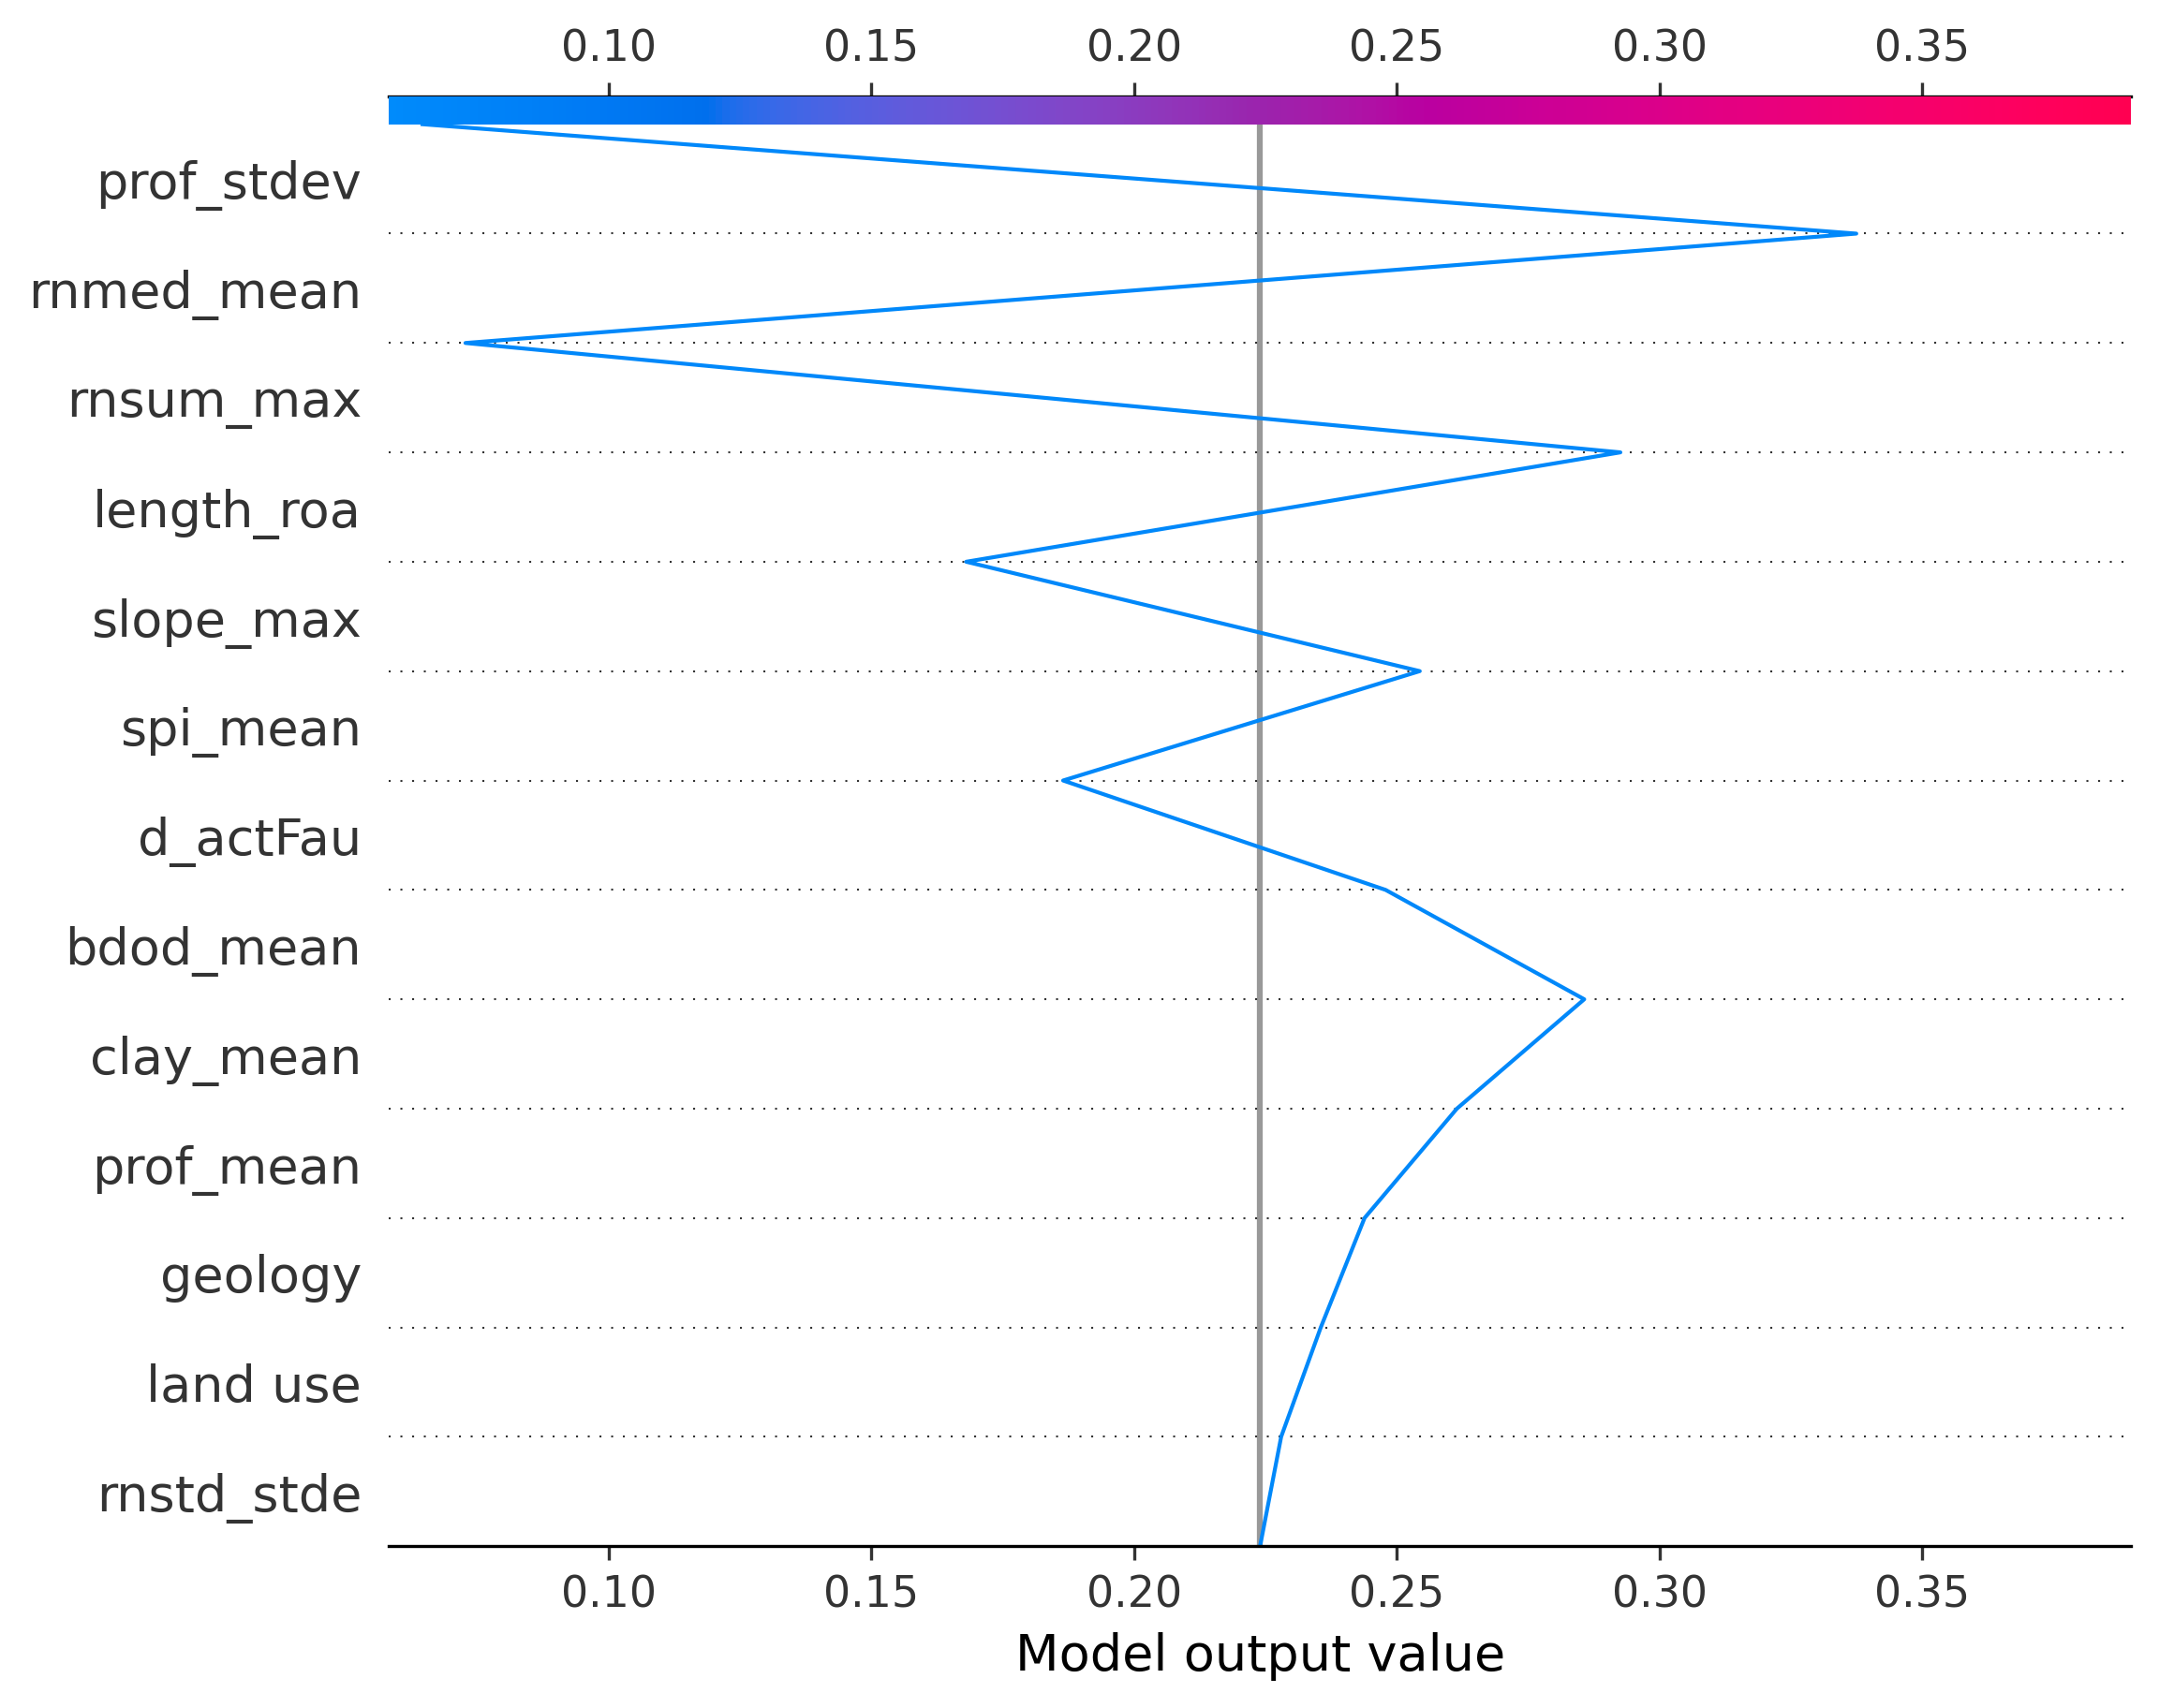 0.10 0.15 0.20 0.25 0.30 0.35
prof_stdev
rnmed_mean
rnsum_max
length_roa
slope_max
spi_mean
d_actFau
bdod_mean
clay_mean
prof_mean
geology
land use
rnstd_stde
0.10 0.15 0.20 0.25 0.30 0.35
Model output value